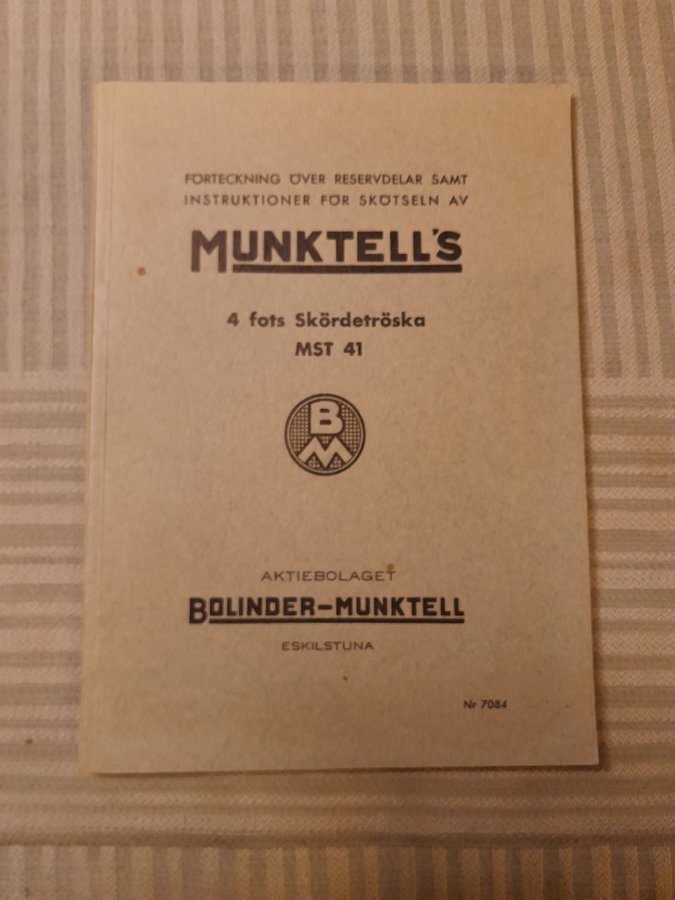 FÖRTECKNING ÖVER RESERVDELAR SAMT
INSTRUKTIONER FÖR SKÖTSELN AV
MUNKTELL'S
4 fots Skördetröska
MST 41
B
M
AKTIEBOLAGET
BOLINDER-MUNKTELL
ESKILSTUNA
Nr 7084